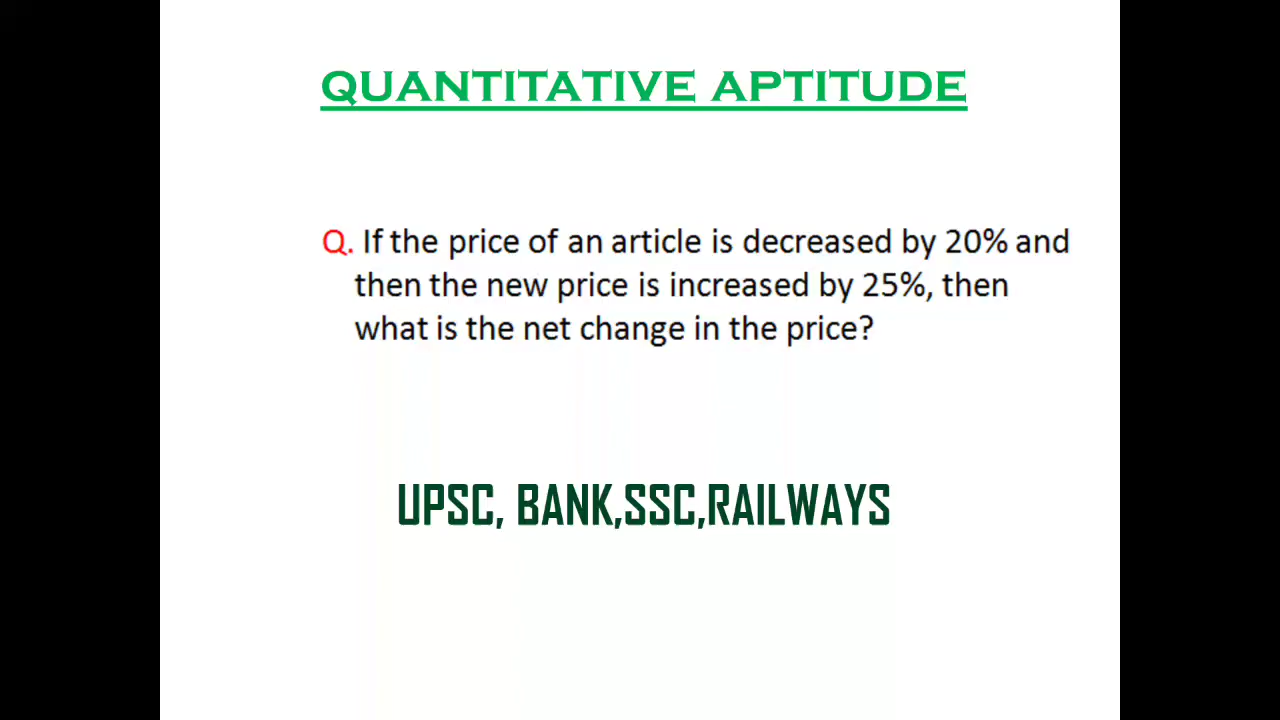 QUANTITATIVE APTITUDE
Q. If the price of an article is decreased by 20% and
then the new price is increased by 25%, then
what is the net change in the price?
UPSC, BANK,SSC,RAILWAYS